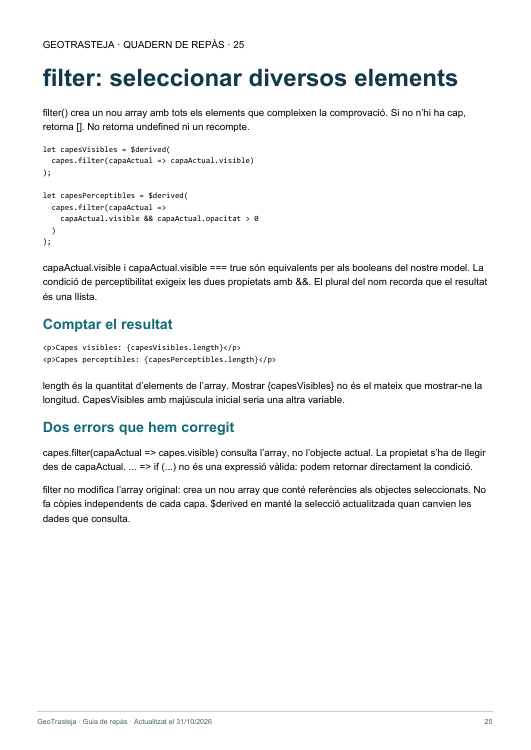 GEOTRASTEJA · QUADERN DE REPÀS · 25
filter: seleccionar diversos elements
filter() crea un nou array amb tots els elements que compleixen la comprovació. Si no n’hi ha cap,
retorna []. No retorna undefined ni un recompte.
let capesVisibles = $derived(
  capes.filter(capaActual => capaActual.visible)
);
let capesPerceptibles = $derived(
  capes.filter(capaActual =>
    capaActual.visible && capaActual.opacitat > 0
  )
);
capaActual.visible i capaActual.visible === true són equivalents per als booleans del nostre model. La
condició de perceptibilitat exigeix les dues propietats amb &&. El plural del nom recorda que el resultat
és una llista.
Comptar el resultat
<p>Capes visibles: {capesVisibles.length}</p>
<p>Capes perceptibles: {capesPerceptibles.length}</p>
length és la quantitat d’elements de l’array. Mostrar {capesVisibles} no és el mateix que mostrar-ne la
longitud. CapesVisibles amb majúscula inicial seria una altra variable.
Dos errors que hem corregit
capes.filter(capaActual => capes.visible) consulta l’array, no l’objecte actual. La propietat s’ha de llegir
des de capaActual. ... => if (...) no és una expressió vàlida: podem retornar directament la condició.
filter no modifica l’array original: crea un nou array que conté referències als objectes seleccionats. No
fa còpies independents de cada capa. $derived en manté la selecció actualitzada quan canvien les
dades que consulta.
GeoTrasteja · Guia de repàs · Actualitzat el 31/10/2026
25